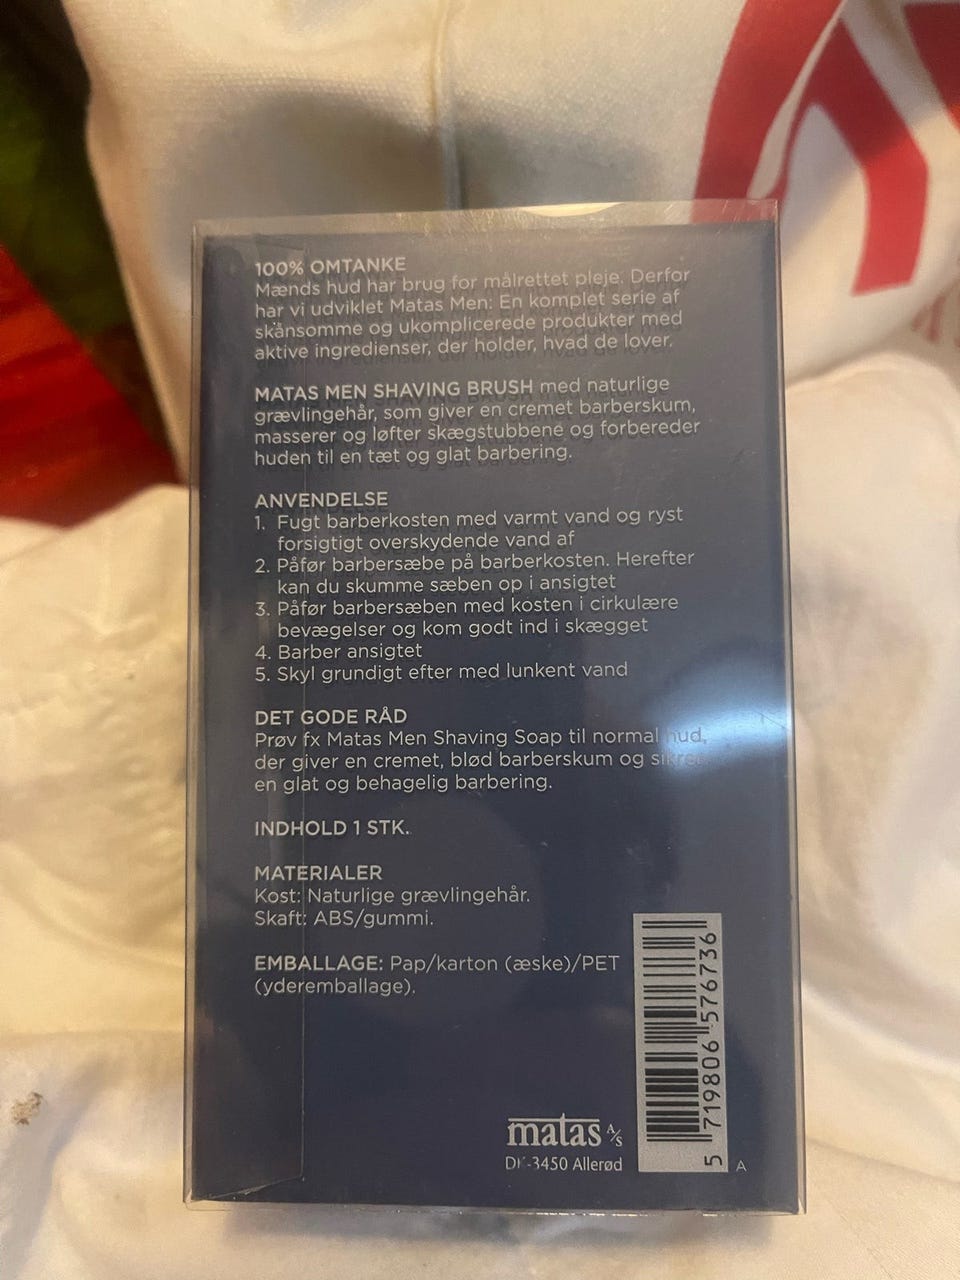 100% OMTANKE
Mænds hud har brug for målrettet pleje. Derfor
har vi udviklet Matas Men: En komplet serie af
skånsomme og ukomplicerede produkter med
aktive ingredienser, der holder, hvad de lover.
MATAS MEN SHAVING BRUSH med naturlige
grævlingehår, som giver en cremet barberskum,
masserer og løfter skægstubbene og forbereder
huden til en tæt og glat barbering.
ANVENDELSE
1. Fugt barberkosten med varmt vand og ryst
forsigtigt overskydende vand af
2. Påfør barbersæbe på barberkosten. Herefter
kan du skumme sæben op i ansigtet
3. Påfør barbersæben med kosten i cirkulære
bevægelser og kom godt ind i skægget
4. Barber ansigtet
5. Skyl grundigt efter med lunkent vand
DET GODE RÅD
Prøv fx Matas Men Shaving Soap til normal hud,
der giver en cremet, blød barberskum og sikrer
en glat og behagelig barbering.
INDHOLD 1 STK.
MATERIALER
Kost: Naturlige grævlingehår.
Skaft: ABS/gummi.
EMBALLAGE: Pap/karton (æske)/PET
(yderemballage).
matas A/S
DK-3450 Allerød
5 719806 576736
A